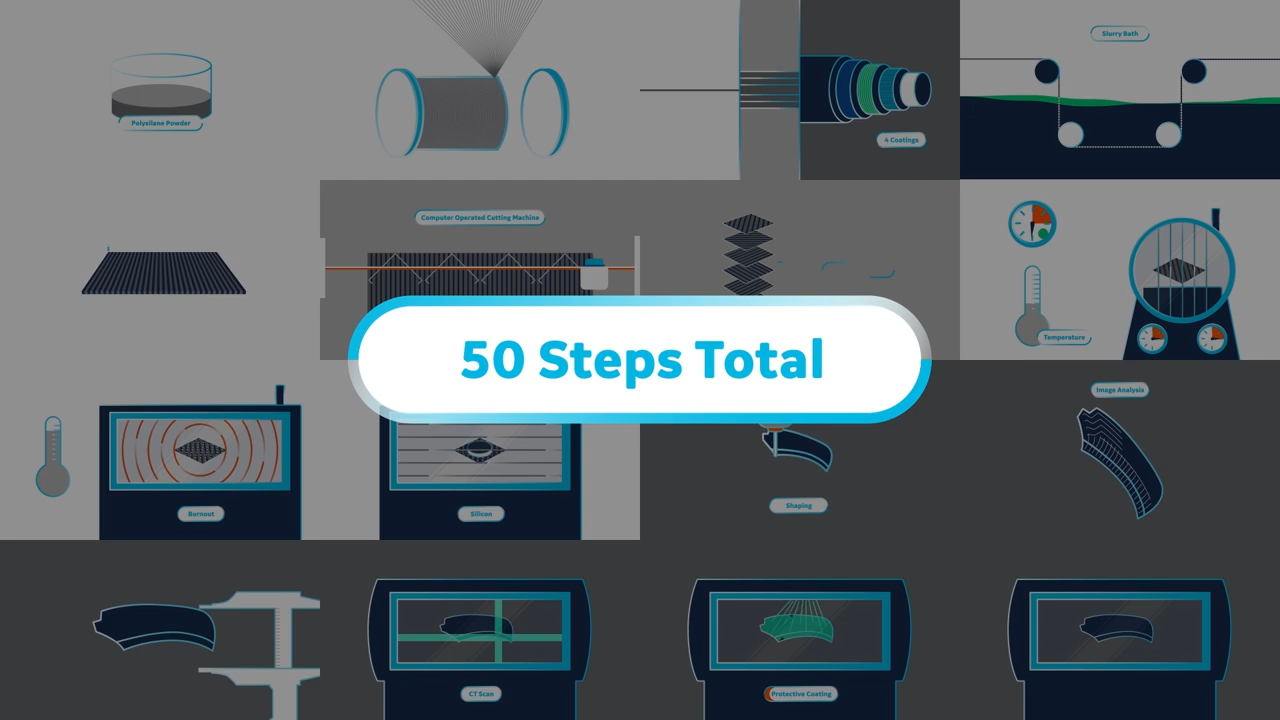 Polysilane Powder
4 Coatings
Slurry Bath
Computer Operated Cutting Machine
Temperature
50 Steps Total
Burnout
Silicon
Shaping
Image Analysis
CT Scan
Protective Coating